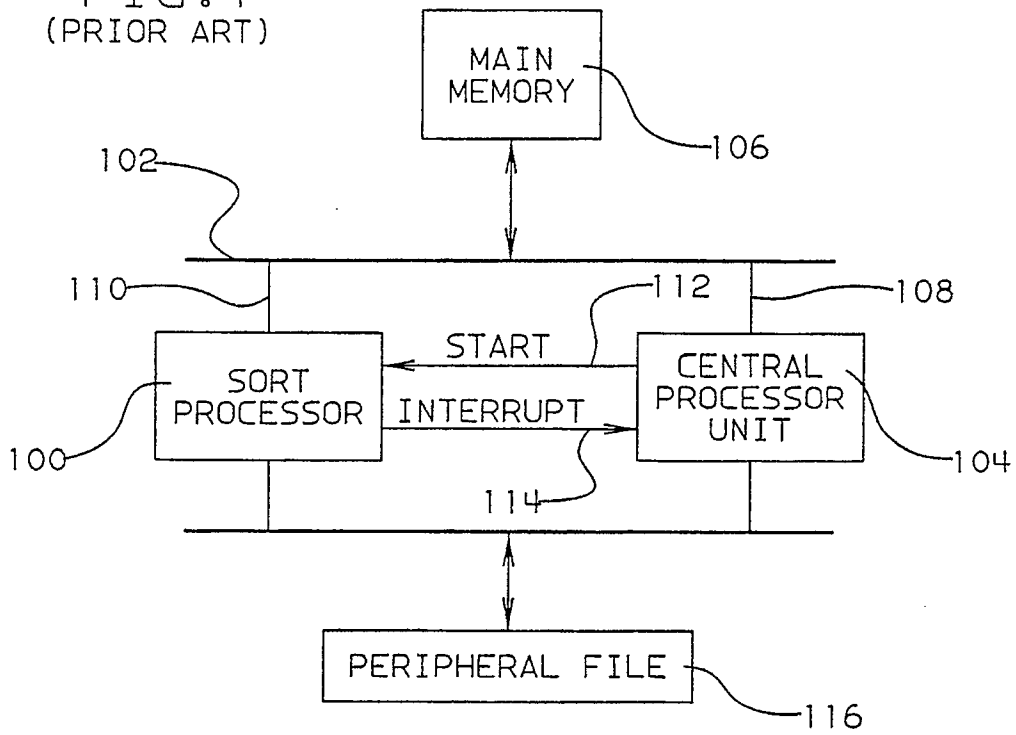 (PRIOR ART)
MAIN
MEMORY
106
102
110
112
108
START
SORT
PROCESSOR
CENTRAL
PROCESSOR
UNIT
INTERRUPT
100
104
114
PERIPHERAL FILE
116